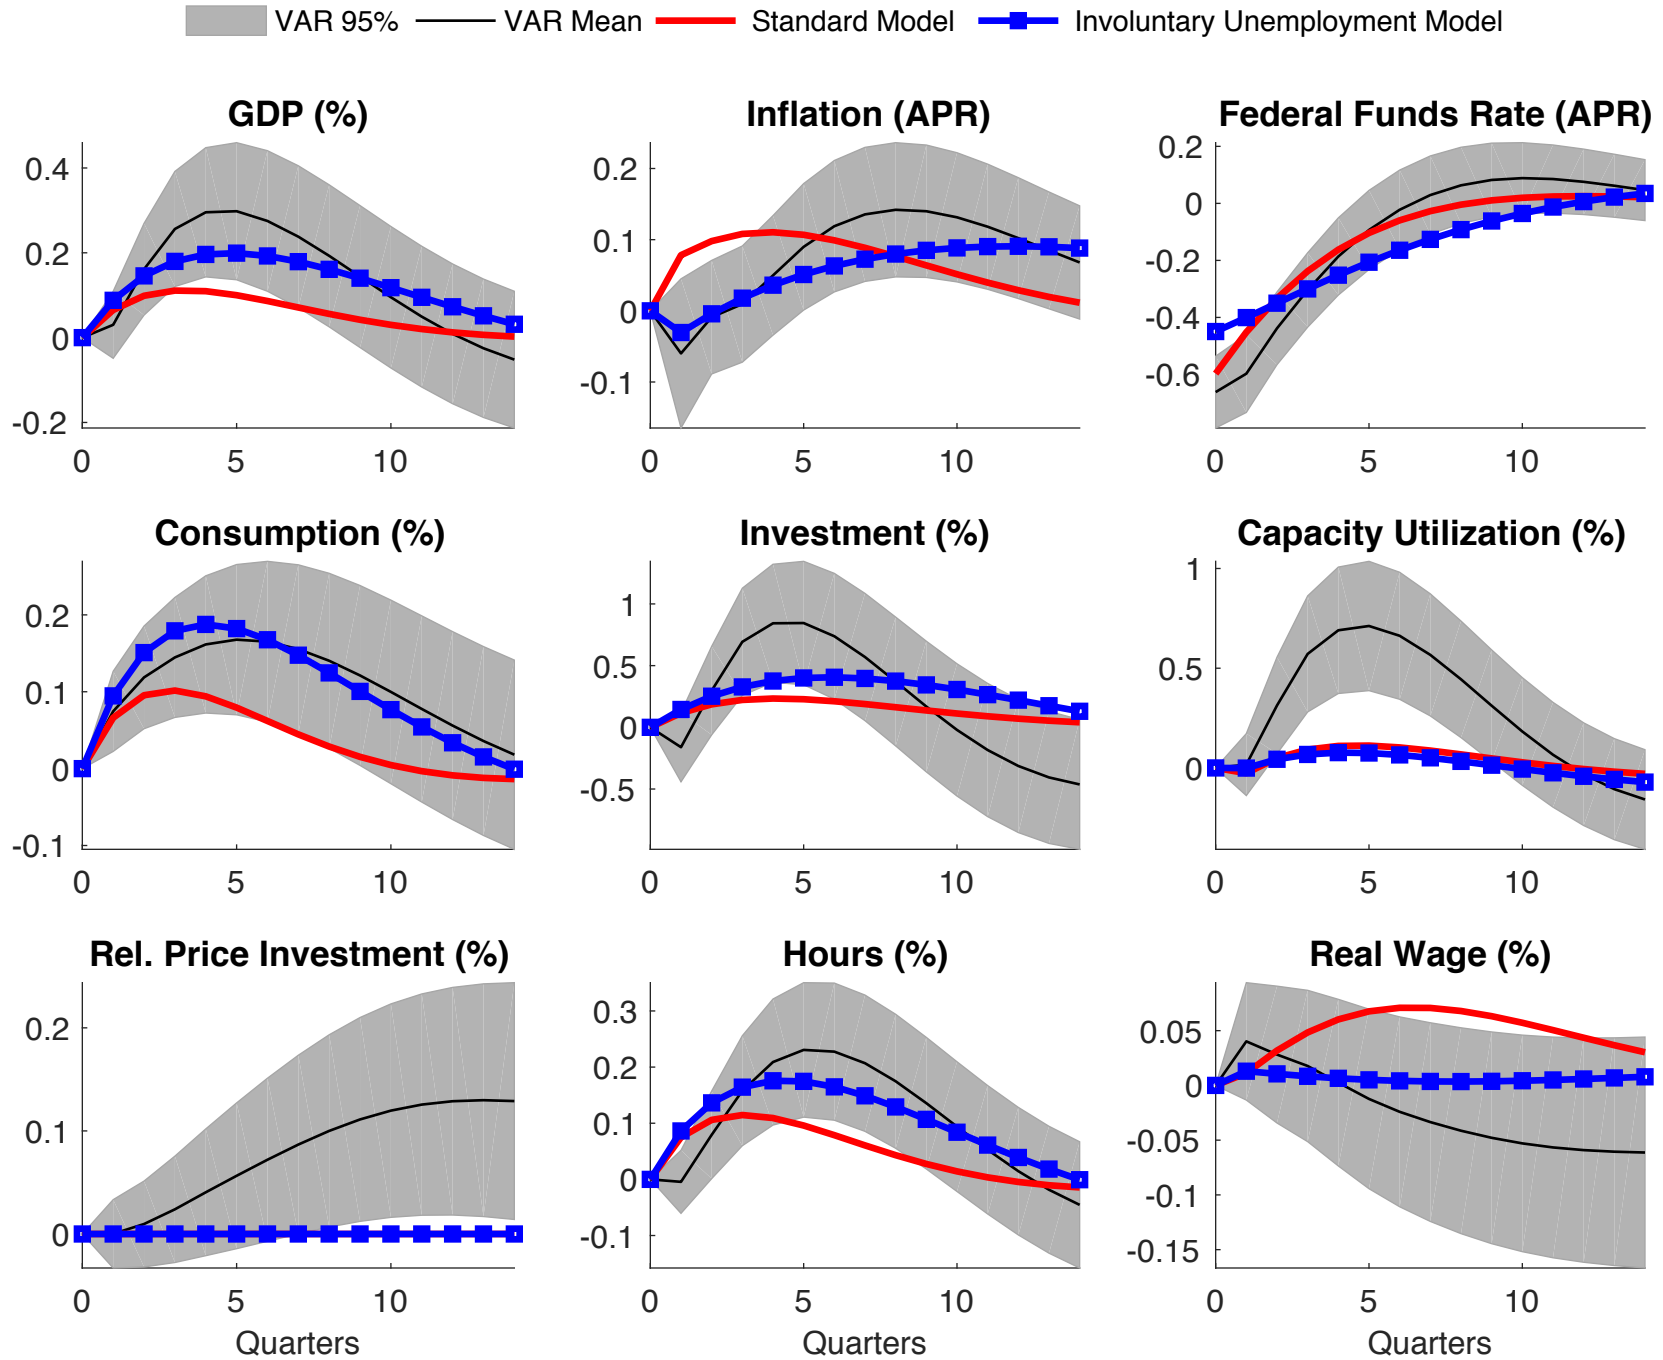 VAR 95% VAR Mean Standard Model Involuntary Unemployment Model
GDP (%)
0.4
0.2
0
-0.2
0 5 10
Inflation (APR)
0.2
0.1
0
-0.1
0 5 10
Federal Funds Rate (APR)
0.2
0
-0.2
-0.4
-0.6
0 5 10
Consumption (%)
0.2
0.1
0
-0.1
0 5 10
Investment (%)
1
0.5
0
-0.5
0 5 10
Capacity Utilization (%)
1
0.5
0
0 5 10
Rel. Price Investment (%)
0.2
0.1
0
0 5 10
Quarters
Hours (%)
0.3
0.2
0.1
0
-0.1
0 5 10
Quarters
Real Wage (%)
0.05
0
-0.05
-0.1
-0.15
0 5 10
Quarters